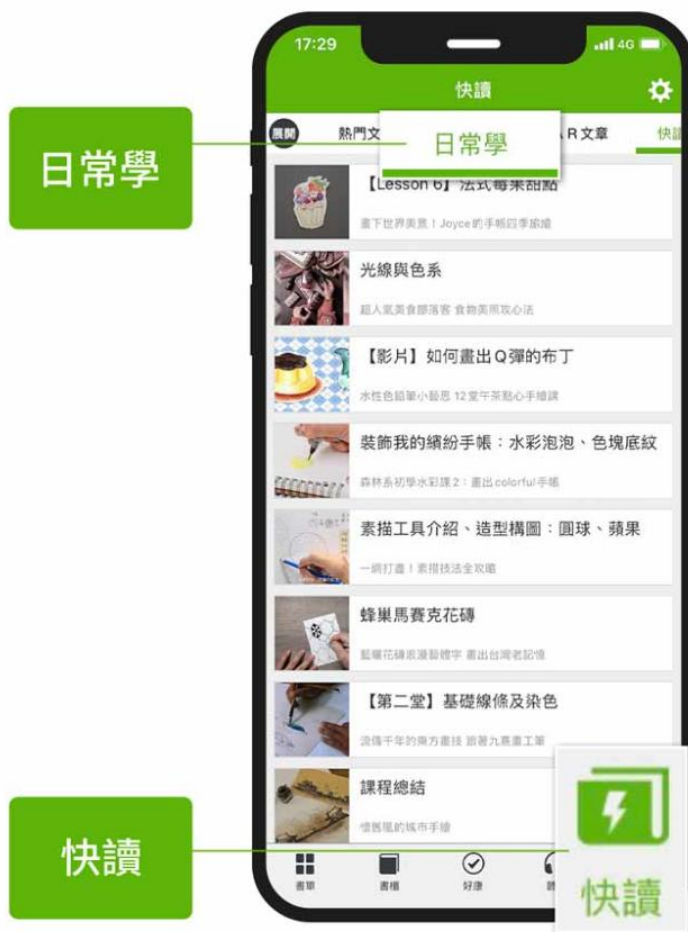 17:29
4G
快讀
日常學
展開
熱門文
日常學
R文章
快讀
【Lesson 6】法式莓果甜點
畫下世界美景！Joyce的手帳四季旅繪
光線與色系
超人氣美食部落客 食物美照攻心法
【影片】如何畫出Q彈的布丁
水性色鉛筆小藝思 12堂午茶點心手繪課
裝飾我的繽紛手帳：水彩泡泡、色塊底紋
森林系初學水彩課2：畫出colorful手帳
素描工具介紹、造型構圖：圓球、蘋果
一網打盡！素描技法全攻略
蜂巢馬賽克花磚
藍曬花磚浪漫藝體字 畫出台灣老記憶
【第二堂】基礎線條及染色
流傳千年的東方畫技 跟著九熹畫工筆
課程總結
懷舊風的城市手繪
快讀
書單
書櫃
好康
聽
快讀